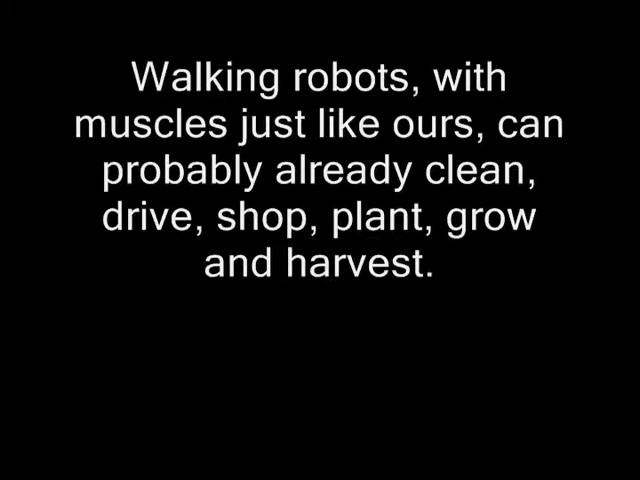 Walking robots, with
muscles just like ours, can
probably already clean,
drive, shop, plant, grow
and harvest.